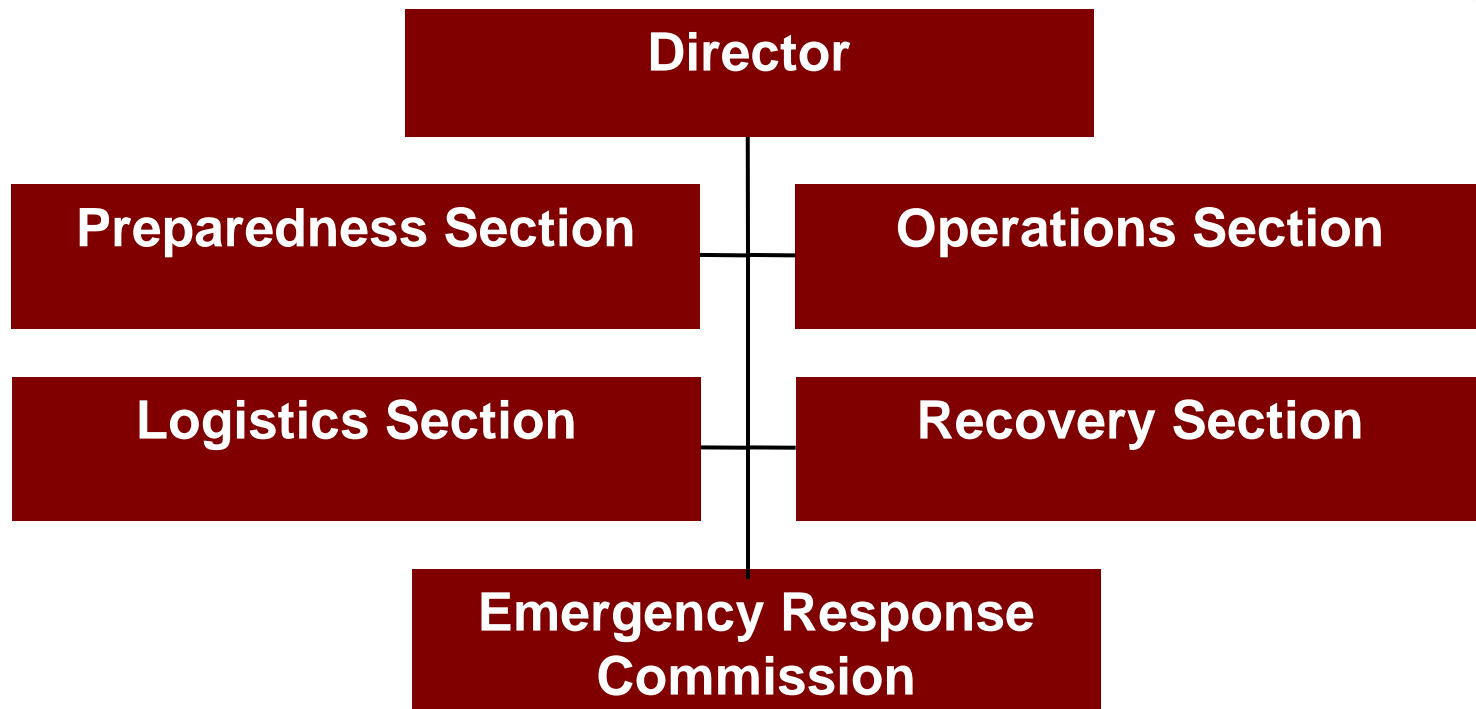 Director
Preparedness Section
Operations Section
Logistics Section
Recovery Section
Emergency Response
Commission